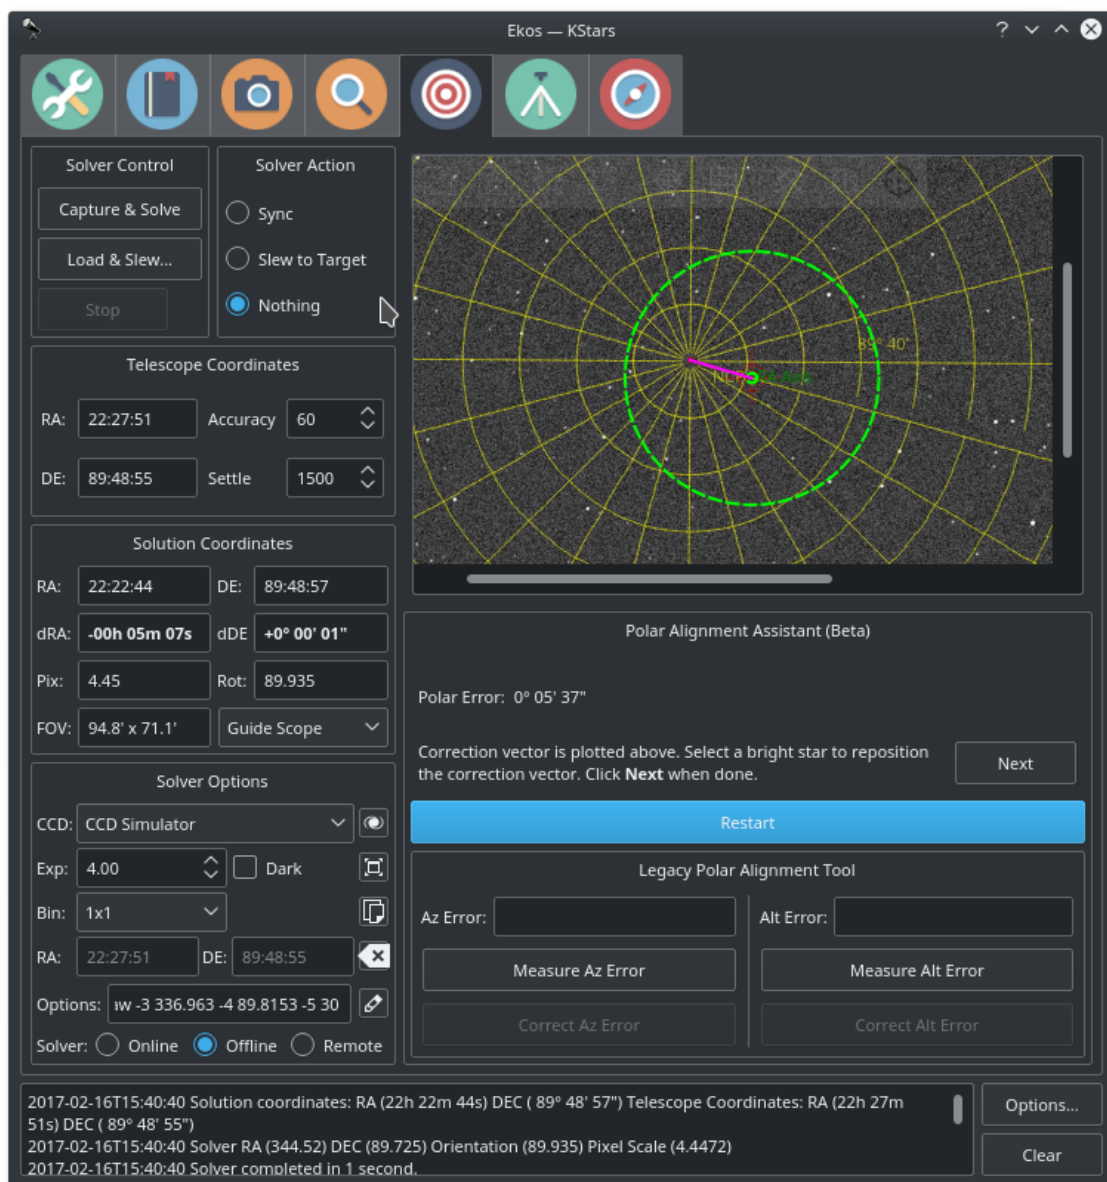 Ekos — KStars
?
Solver Control
Capture & Solve
Load & Slew...
Stop
Solver Action
Sync
Slew to Target
Nothing
Telescope Coordinates
RA: 22:27:51 Accuracy 60
DE: 89:48:55 Settle 1500
Solution Coordinates
RA: 22:22:44 DE: 89:48:57
dRA: -00h 05m 07s dDE +0° 00' 01"
Pix: 4.45 Rot: 89.935
FOV: 94.8' x 71.1' Guide Scope
Solver Options
CCD: CCD Simulator
Exp: 4.00 Dark
Bin: 1x1
RA: 22:27:51 DE: 89:48:55
Options: -3 336.963 -4 89.8153 -5 30
Solver: Online Offline Remote
89° 40'
Polar Alignment Assistant (Beta)
Polar Error: 0° 05' 37"
Correction vector is plotted above. Select a bright star to reposition
the correction vector. Click Next when done.
Next
Restart
Legacy Polar Alignment Tool
Az Error:
Alt Error:
Measure Az Error
Measure Alt Error
Correct Az Error
Correct Alt Error
2017-02-16T15:40:40 Solution coordinates: RA (22h 22m 44s) DEC ( 89° 48' 57") Telescope Coordinates: RA (22h 27m
51s) DEC ( 89° 48' 55")
2017-02-16T15:40:40 Solver RA (344.52) DEC (89.725) Orientation (89.935) Pixel Scale (4.4472)
2017-02-16T15:40:40 Solver completed in 1 second.
Options...
Clear